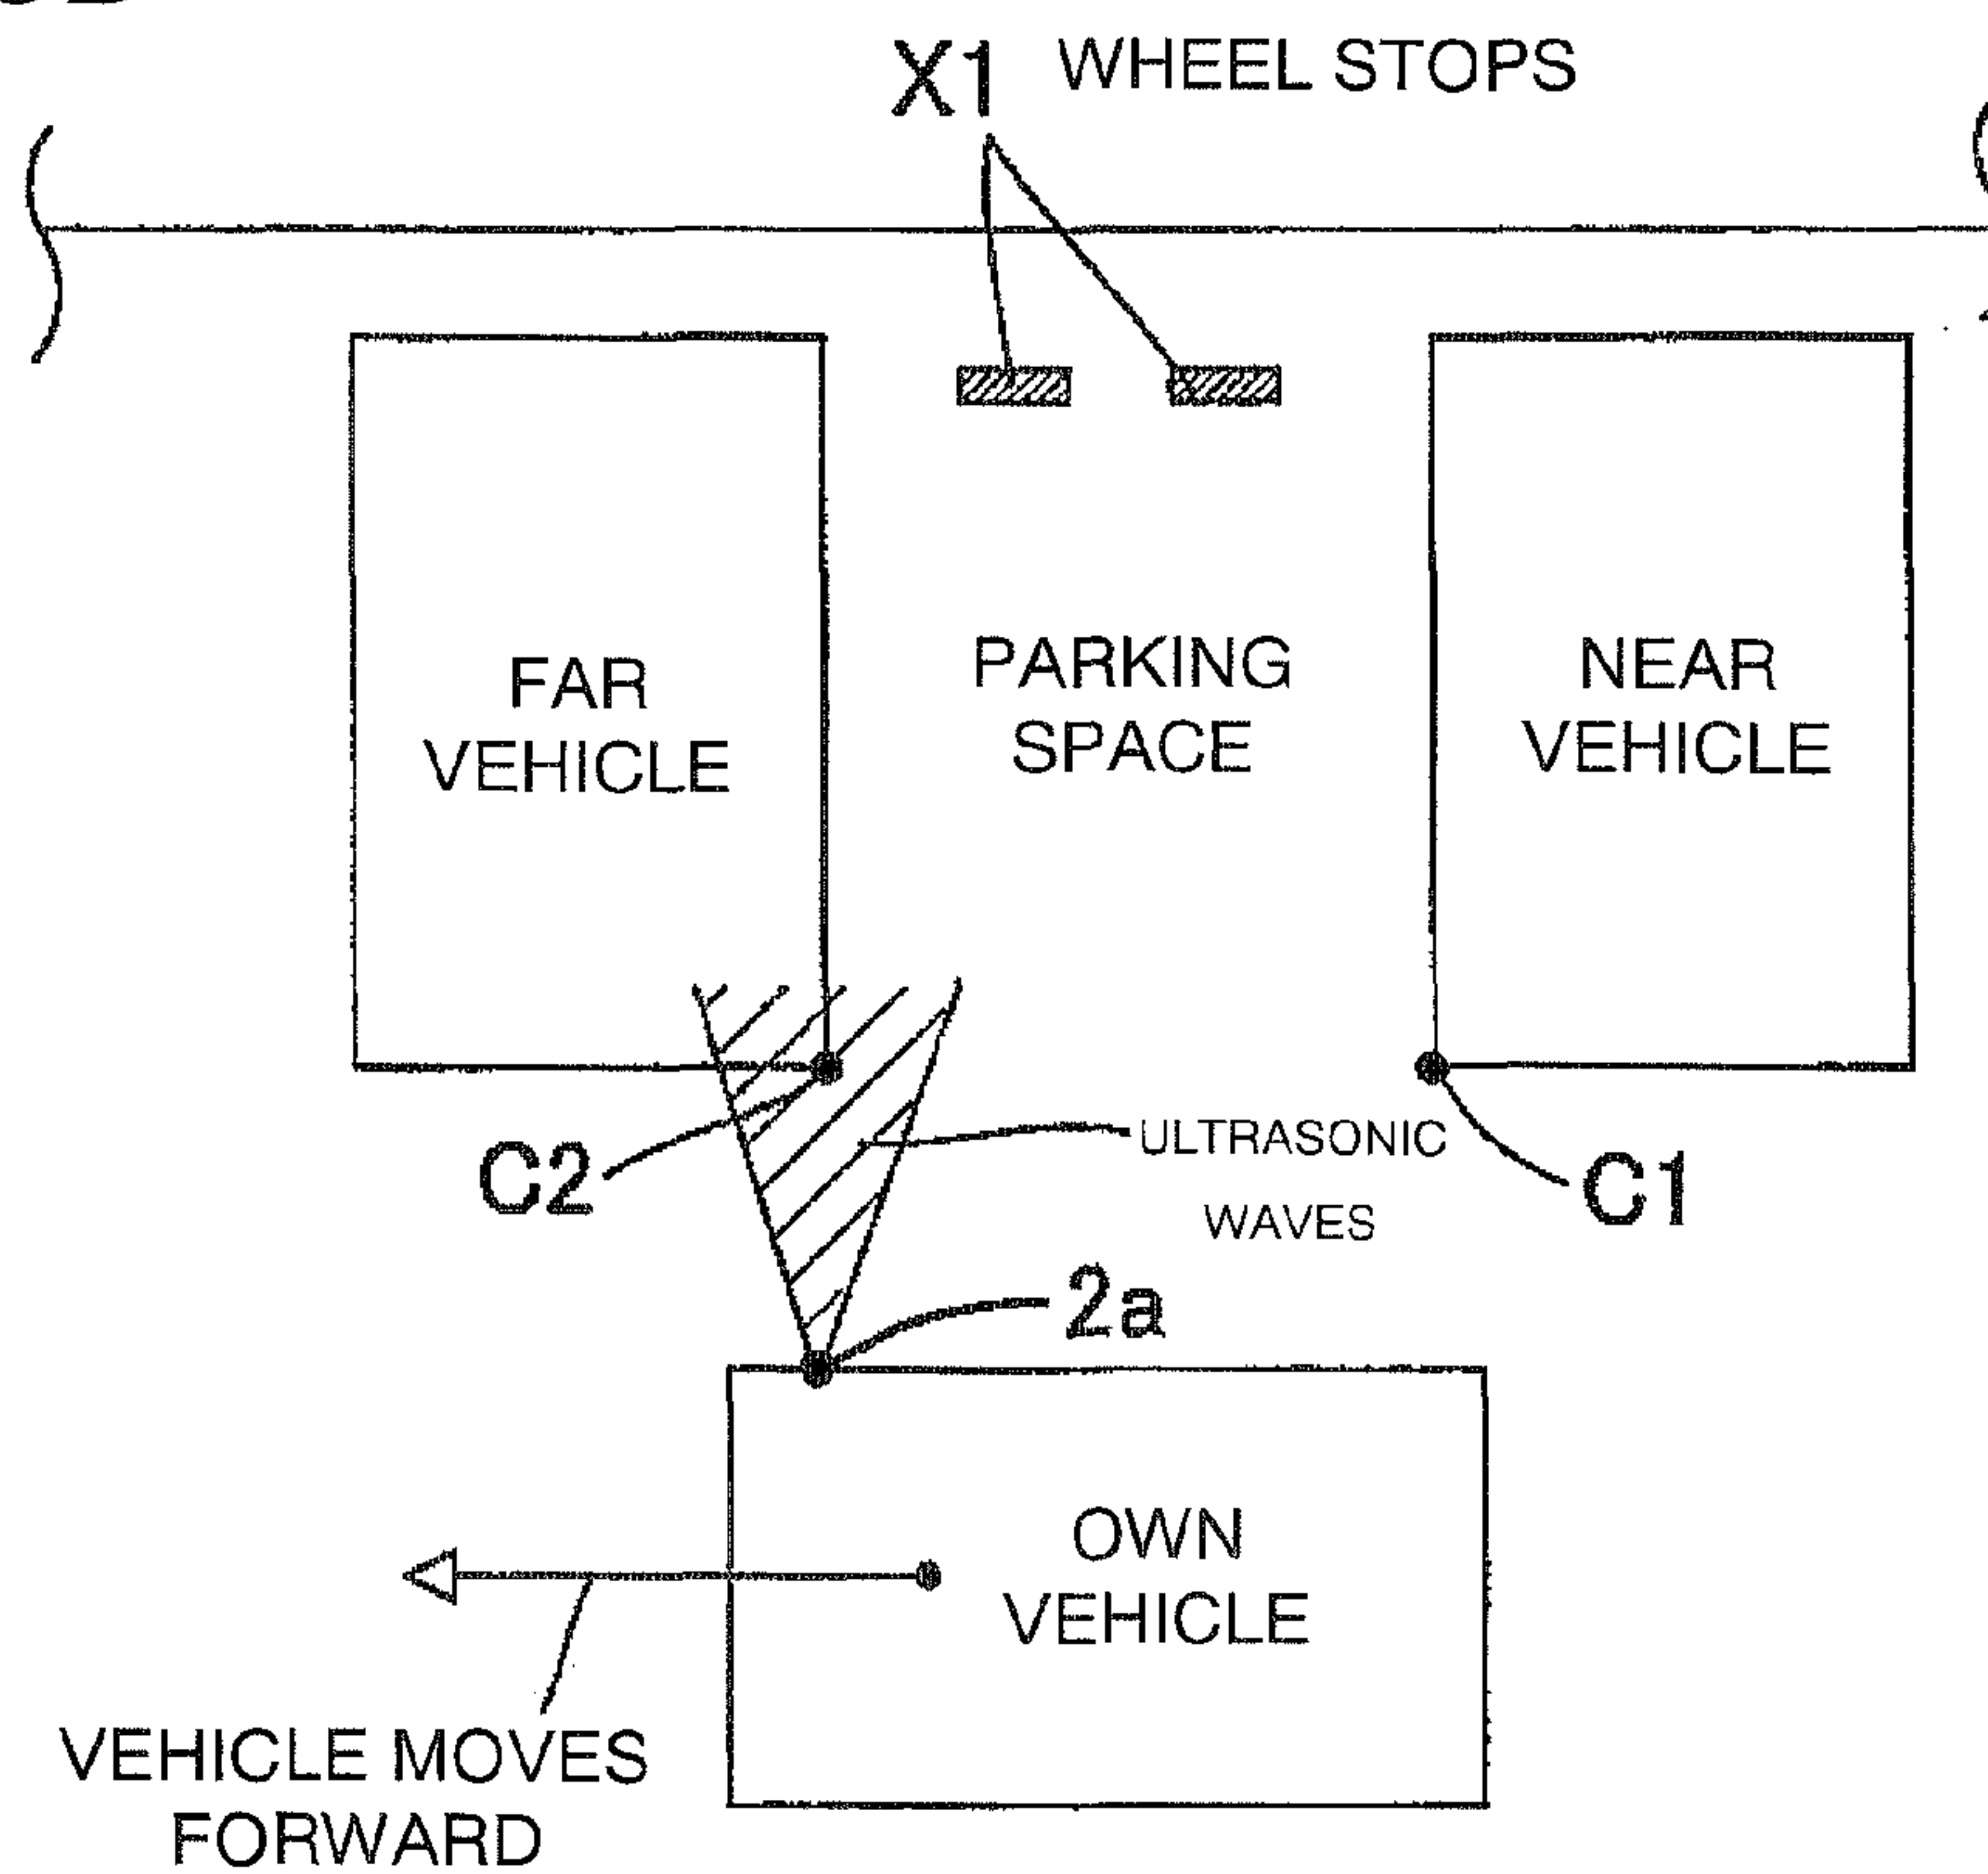 X1 WHEEL STOPS
FAR
VEHICLE
PARKING
SPACE
NEAR
VEHICLE
C2
ULTRASONIC
WAVES
C1
2a
OWN
VEHICLE
VEHICLE MOVES
FORWARD